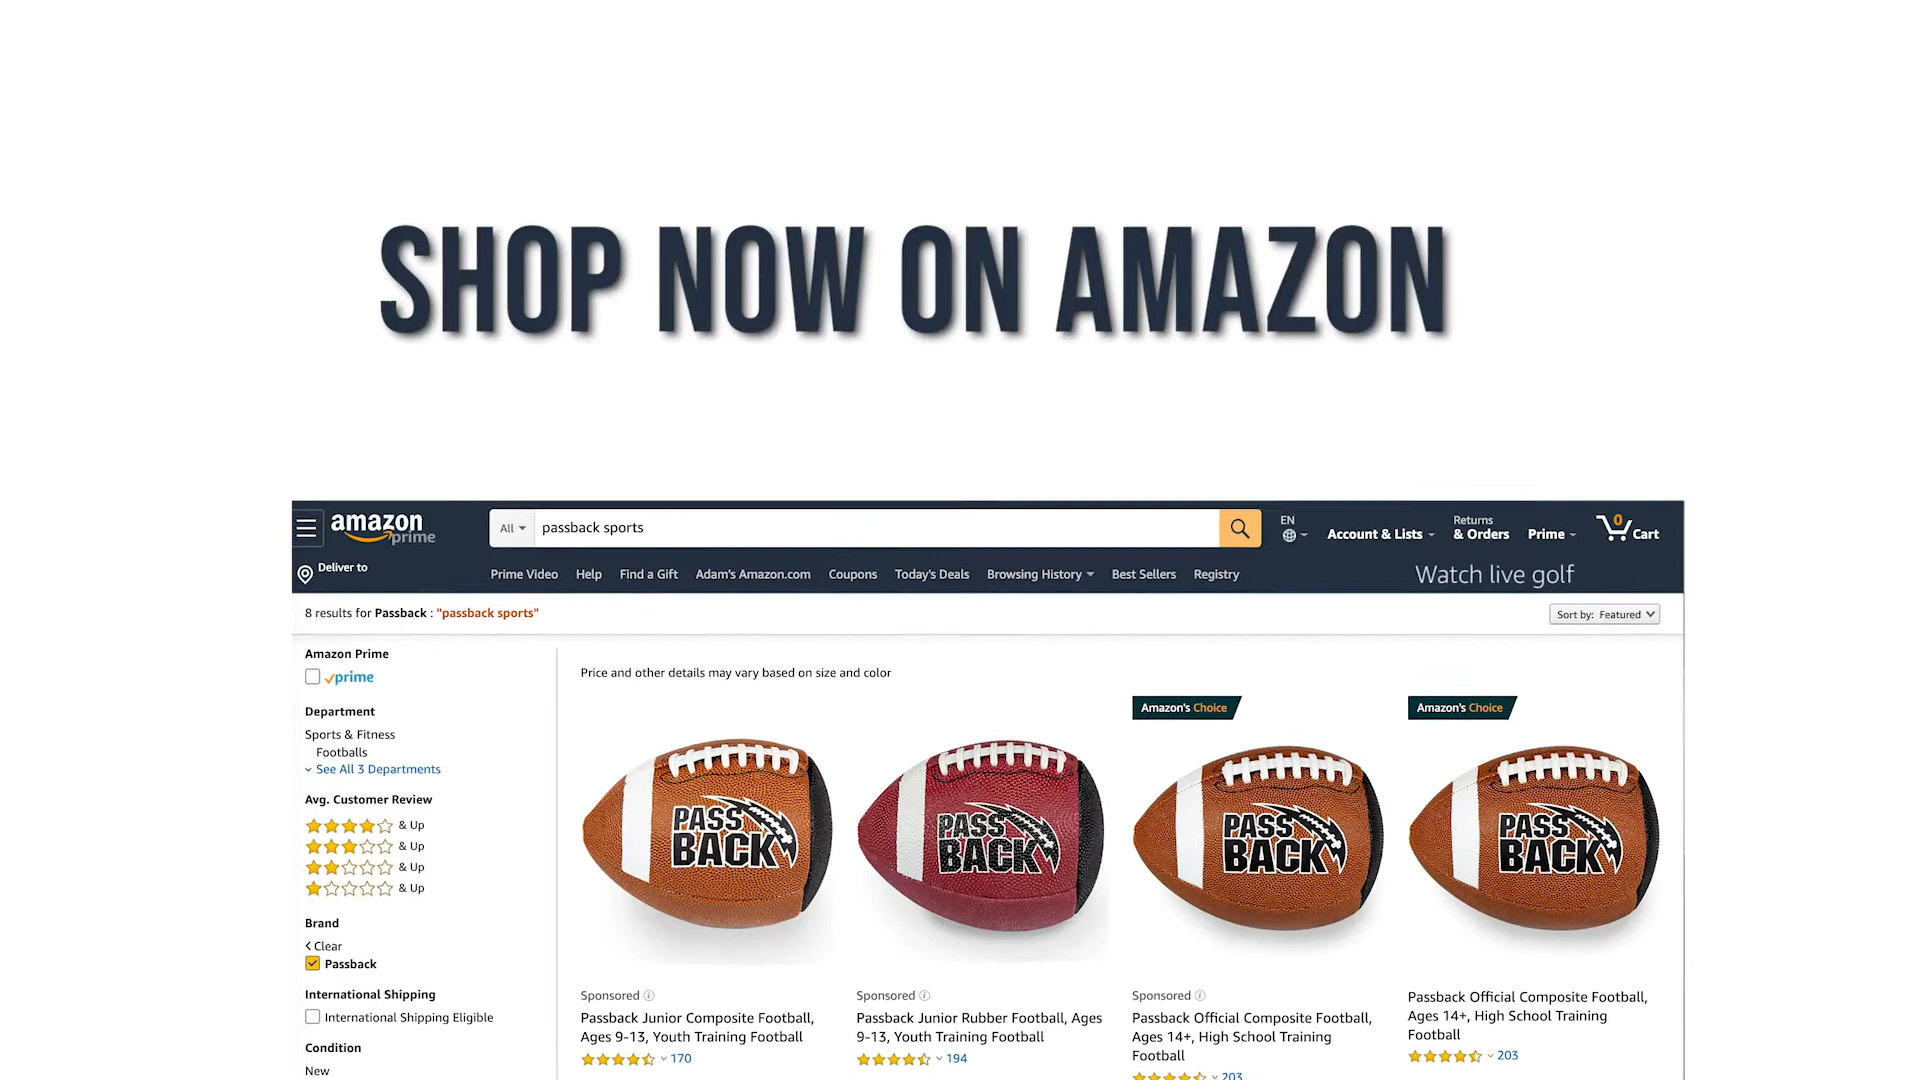 SHOP NOW ON AMAZON
amazon prime
All
passback sports
EN
Account & Lists
Returns
& Orders
Prime
0
Cart
Deliver to
Prime Video
Help
Find a Gift
Adam's Amazon.com
Coupons
Today's Deals
Browsing History
Best Sellers
Registry
Watch live golf
8 results for Passback : "passback sports"
Sort by: Featured
Amazon Prime
prime
Department
Sports & Fitness
Footballs
See All 3 Departments
Avg. Customer Review
& Up
& Up
& Up
& Up
Brand
Clear
Passback
International Shipping
International Shipping Eligible
Condition
New
Price and other details may vary based on size and color
PASS
BACK
Sponsored
Passback Junior Composite Football,
Ages 9-13, Youth Training Football
170
PASS
BACK
Sponsored
Passback Junior Rubber Football, Ages
9-13, Youth Training Football
194
Amazon's Choice
PASS
BACK
Sponsored
Passback Official Composite Football,
Ages 14+, High School Training
Football
203
Amazon's Choice
PASS
BACK
Passback Official Composite Football,
Ages 14+, High School Training
Football
203